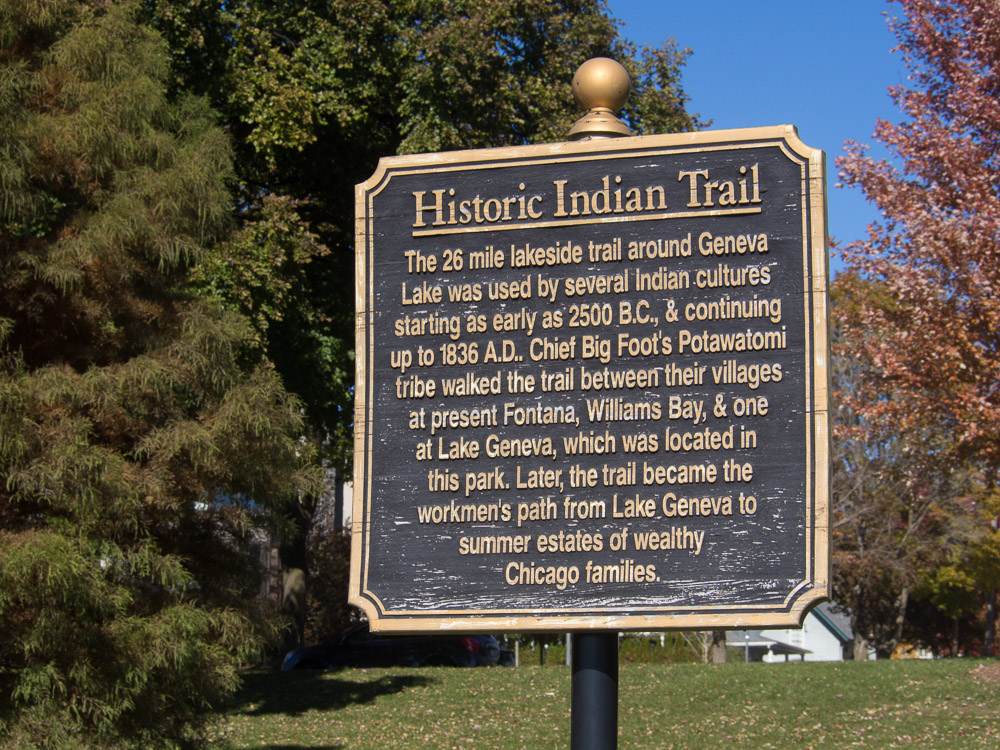 Historic Indian Trail
The 26 mile lakeside trail around Geneva
Lake was used by several Indian cultures
starting as early as 2500 B.C., & continuing
up to 1836 A.D.. Chief Big Foot's Potawatomi
tribe walked the trail between their villages
at present Fontana, Williams Bay, & one
at Lake Geneva, which was located in
this park. Later, the trail became the
workmen's path from Lake Geneva to
summer estates of wealthy
Chicago families.